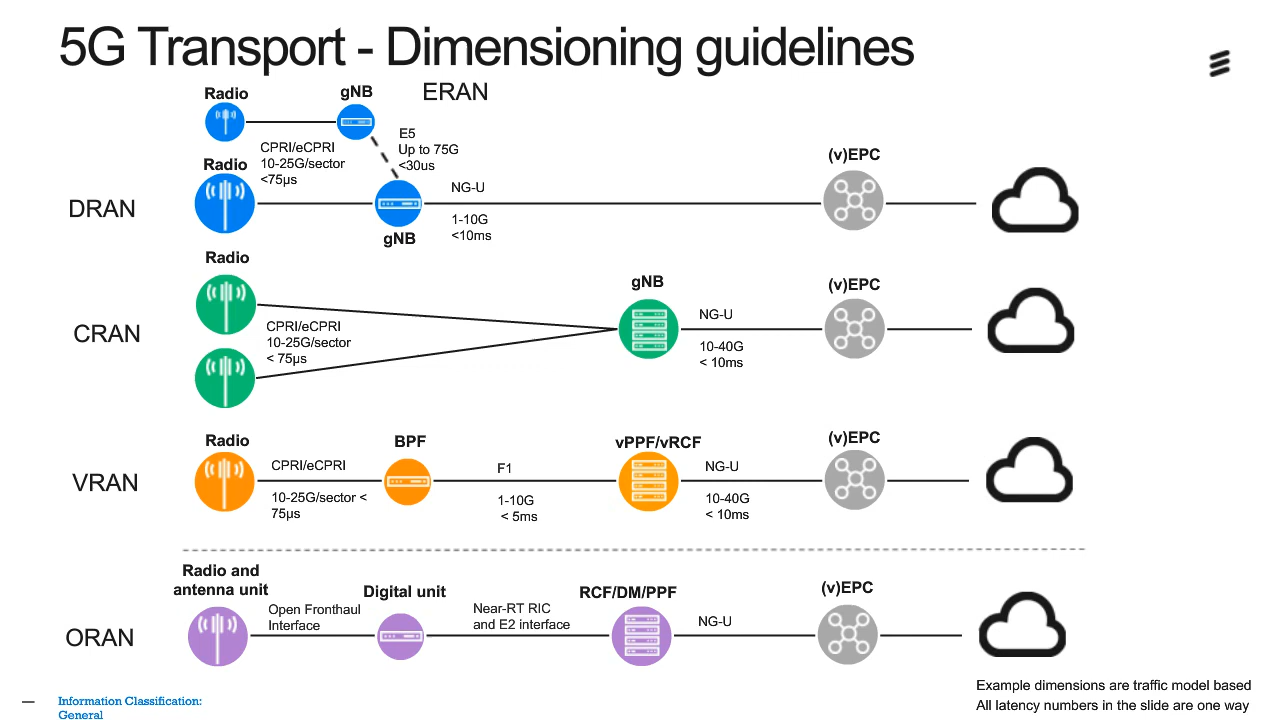 5G Transport - Dimensioning guidelines
ERAN
Radio
gNB
CPRI/eCPRI
10-25G/sector
<75µs
E5
Up to 75G
<30us
DRAN
Radio
gNB
NG-U
1-10G
<10ms
(v)EPC
CRAN
Radio
CPRI/eCPRI
10-25G/sector
< 75µs
gNB
NG-U
10-40G
< 10ms
(v)EPC
VRAN
Radio
CPRI/eCPRI
10-25G/sector <
75µs
BPF
F1
1-10G
< 5ms
vPPF/vRCF
NG-U
10-40G
< 10ms
(v)EPC
ORAN
Radio and
antenna unit
Open Fronthaul
Interface
Digital unit
Near-RT RIC
and E2 interface
RCF/DM/PPF
NG-U
(v)EPC
Example dimensions are traffic model based
All latency numbers in the slide are one way
Information Classification:
General